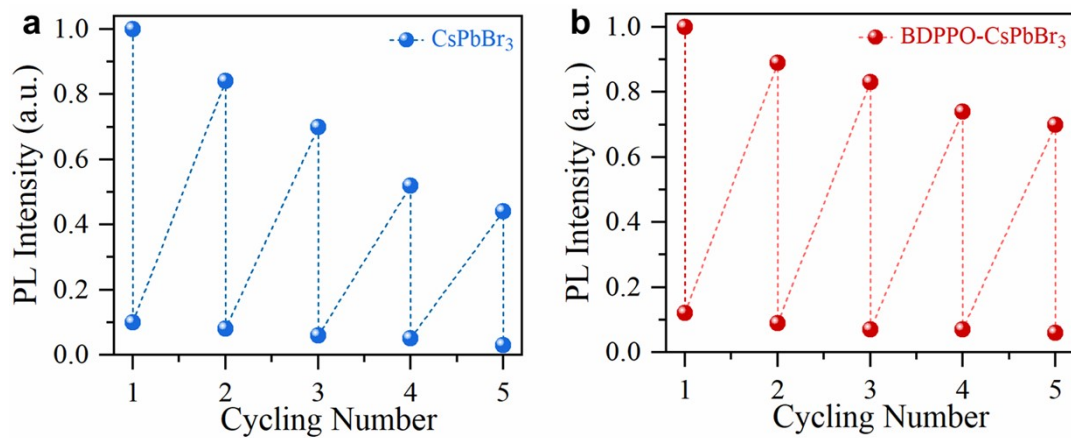 a
CsPbBr₃
PL Intensity (a.u.)
1.0
0.8
0.6
0.4
0.2
0.0
1 2 3 4 5
Cycling Number
b
BDPPO-CsPbBr₃
PL Intensity (a.u.)
1.0
0.8
0.6
0.4
0.2
0.0
1 2 3 4 5
Cycling Number